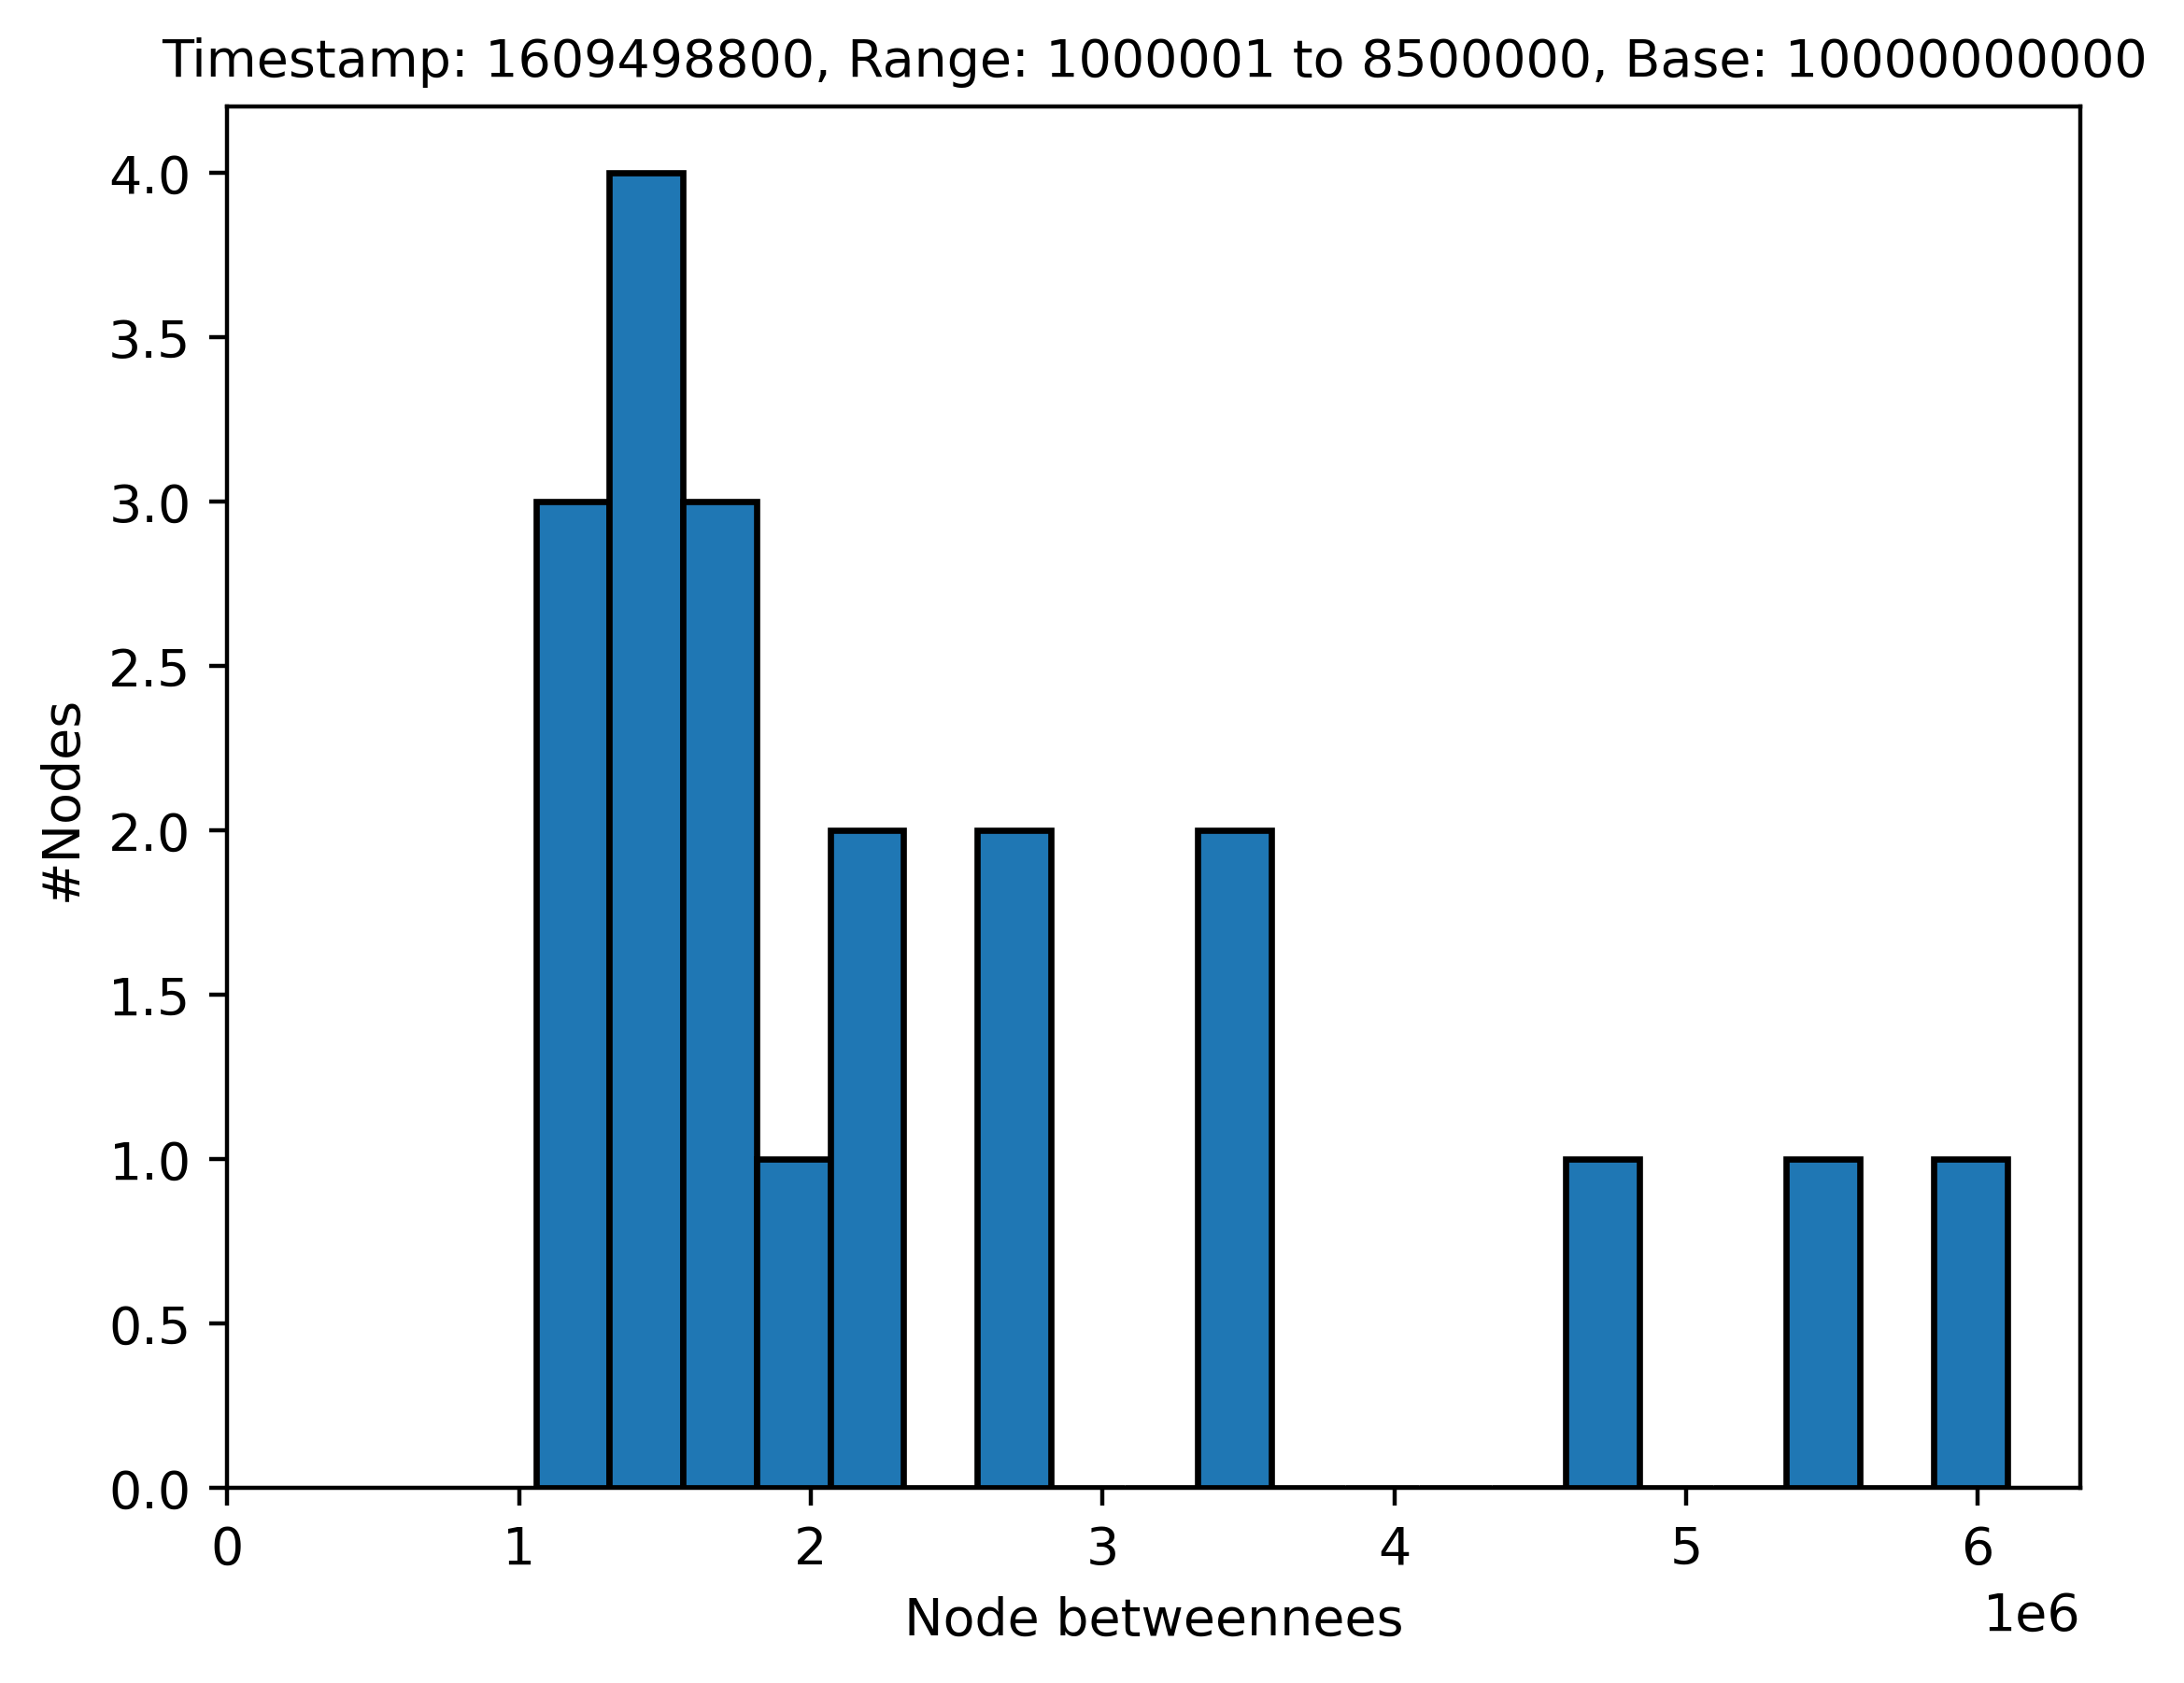 Timestamp: 1609498800, Range: 1000001 to 8500000, Base: 10000000000
4.0
3.5
3.0
2.5
2.0
1.5
1.0
0.5
0.0
#Nodes
0 1 2 3 4 5 6
1e6
Node betweennees